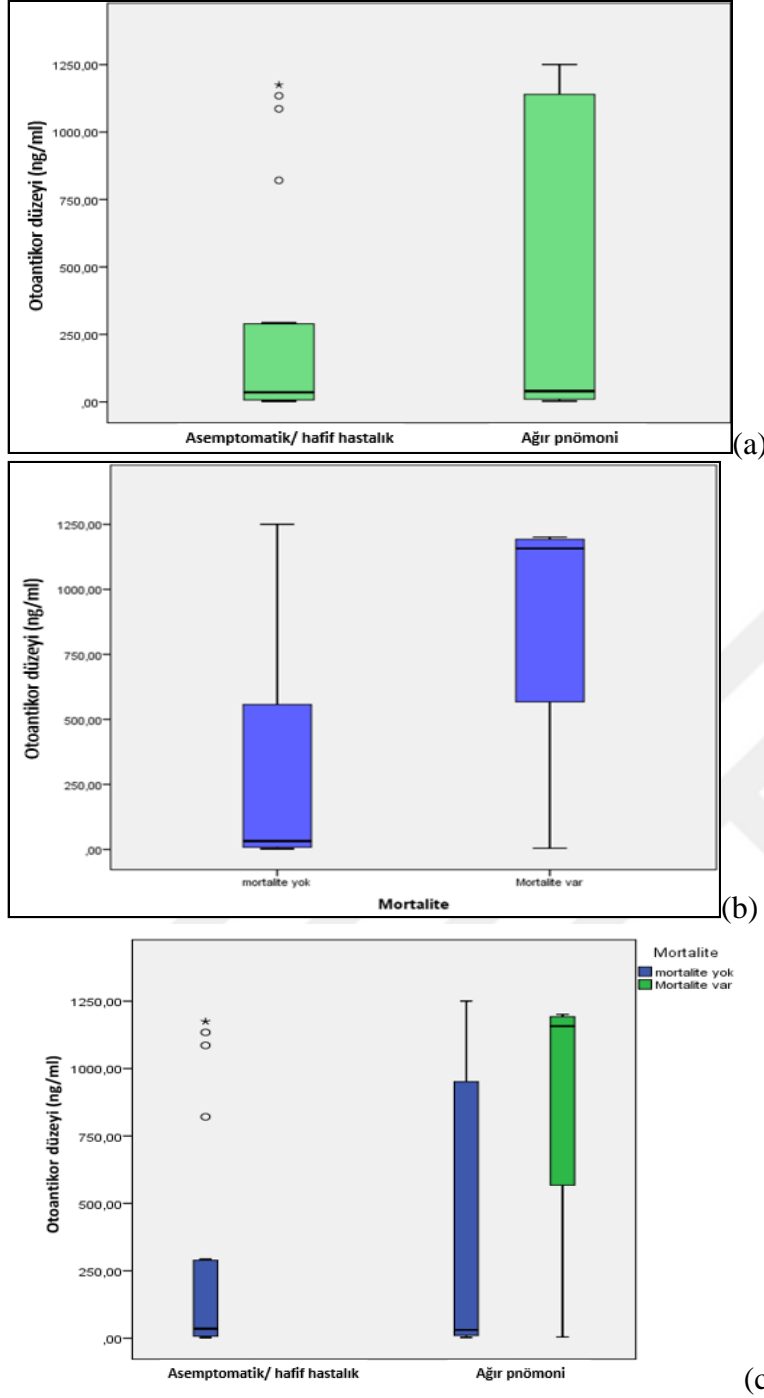 Otoantikor düzeyi (ng/ml)
1250,00
1000,00
750,00
500,00
250,00
,00
Asemptomatik/ hafif hastalık
Ağır pnömoni
(a)
Otoantikor düzeyi (ng/ml)
1250,00
1000,00
750,00
500,00
250,00
,00
mortalite yok
Mortalite var
Mortalite
(b)
Mortalite
mortalite yok
Mortalite var
Otoantikor düzeyi (ng/ml)
1250,00
1000,00
750,00
500,00
250,00
,00
Asemptomatik/ hafif hastalık
Ağır pnömoni
(c